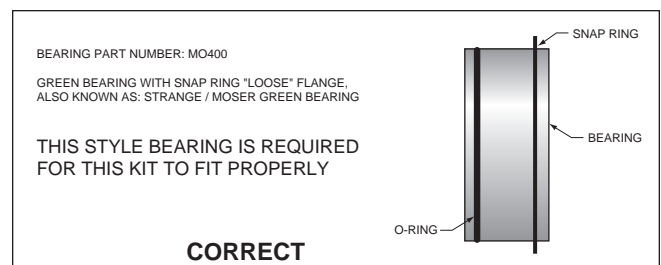 BEARING PART NUMBER: MO400
GREEN BEARING WITH SNAP RING "LOOSE" FLANGE,
ALSO KNOWN AS: STRANGE / MOSER GREEN BEARING
THIS STYLE BEARING IS REQUIRED
FOR THIS KIT TO FIT PROPERLY
CORRECT
SNAP RING
BEARING
O-RING